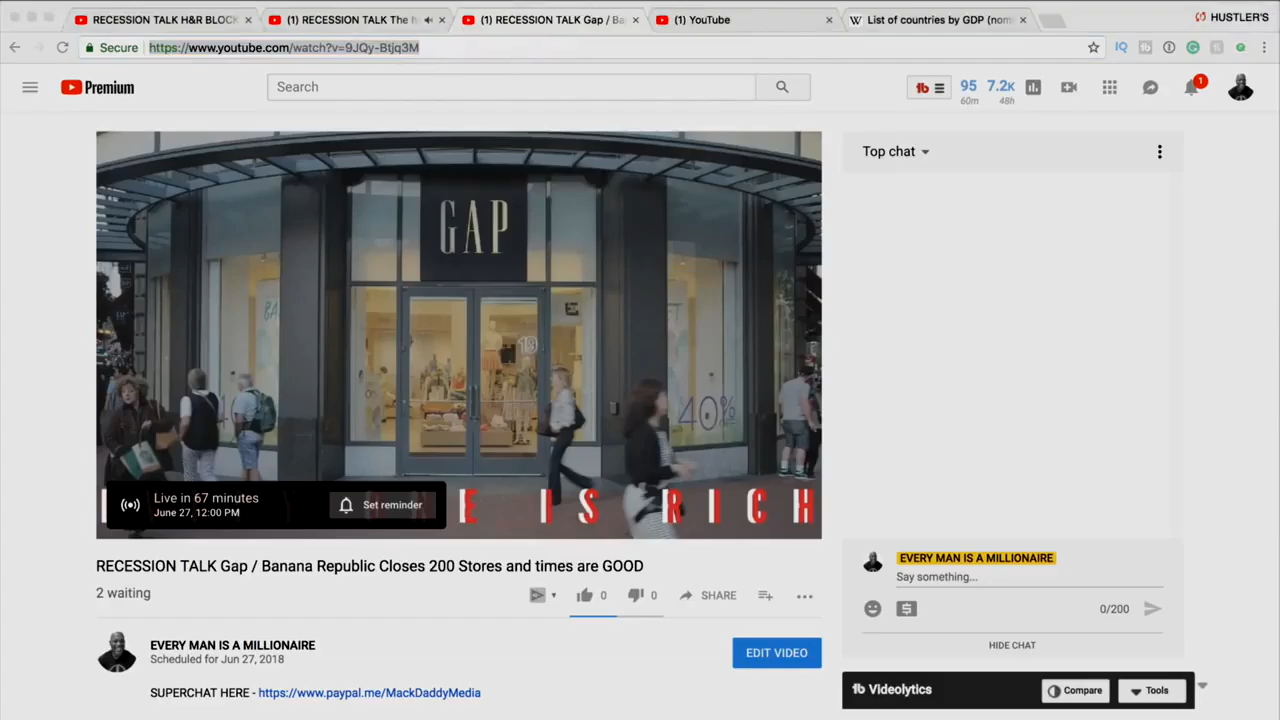 RECESSION TALK H&R BLOCK
(1) RECESSION TALK The h
(1) RECESSION TALK Gap / Ba
(1) YouTube
List of countries by GDP (nom
HUSTLER'S
Secure
https://www.youtube.com/watch?v=9JQy-Btjq3M
IQ
Premium
Search
95
60m
7.2K
48h
1
GAP
40%
Live in 67 minutes
June 27, 12:00 PM
Set reminder
E IS RICH
RECESSION TALK Gap / Banana Republic Closes 200 Stores and times are GOOD
2 waiting
0
0
SHARE
EVERY MAN IS A MILLIONAIRE
Scheduled for Jun 27, 2018
EDIT VIDEO
SUPERCHAT HERE - https://www.paypal.me/MackDaddyMedia
Top chat
EVERY MAN IS A MILLIONAIRE
Say something...
0/200
HIDE CHAT
Videolytics
Compare
Tools